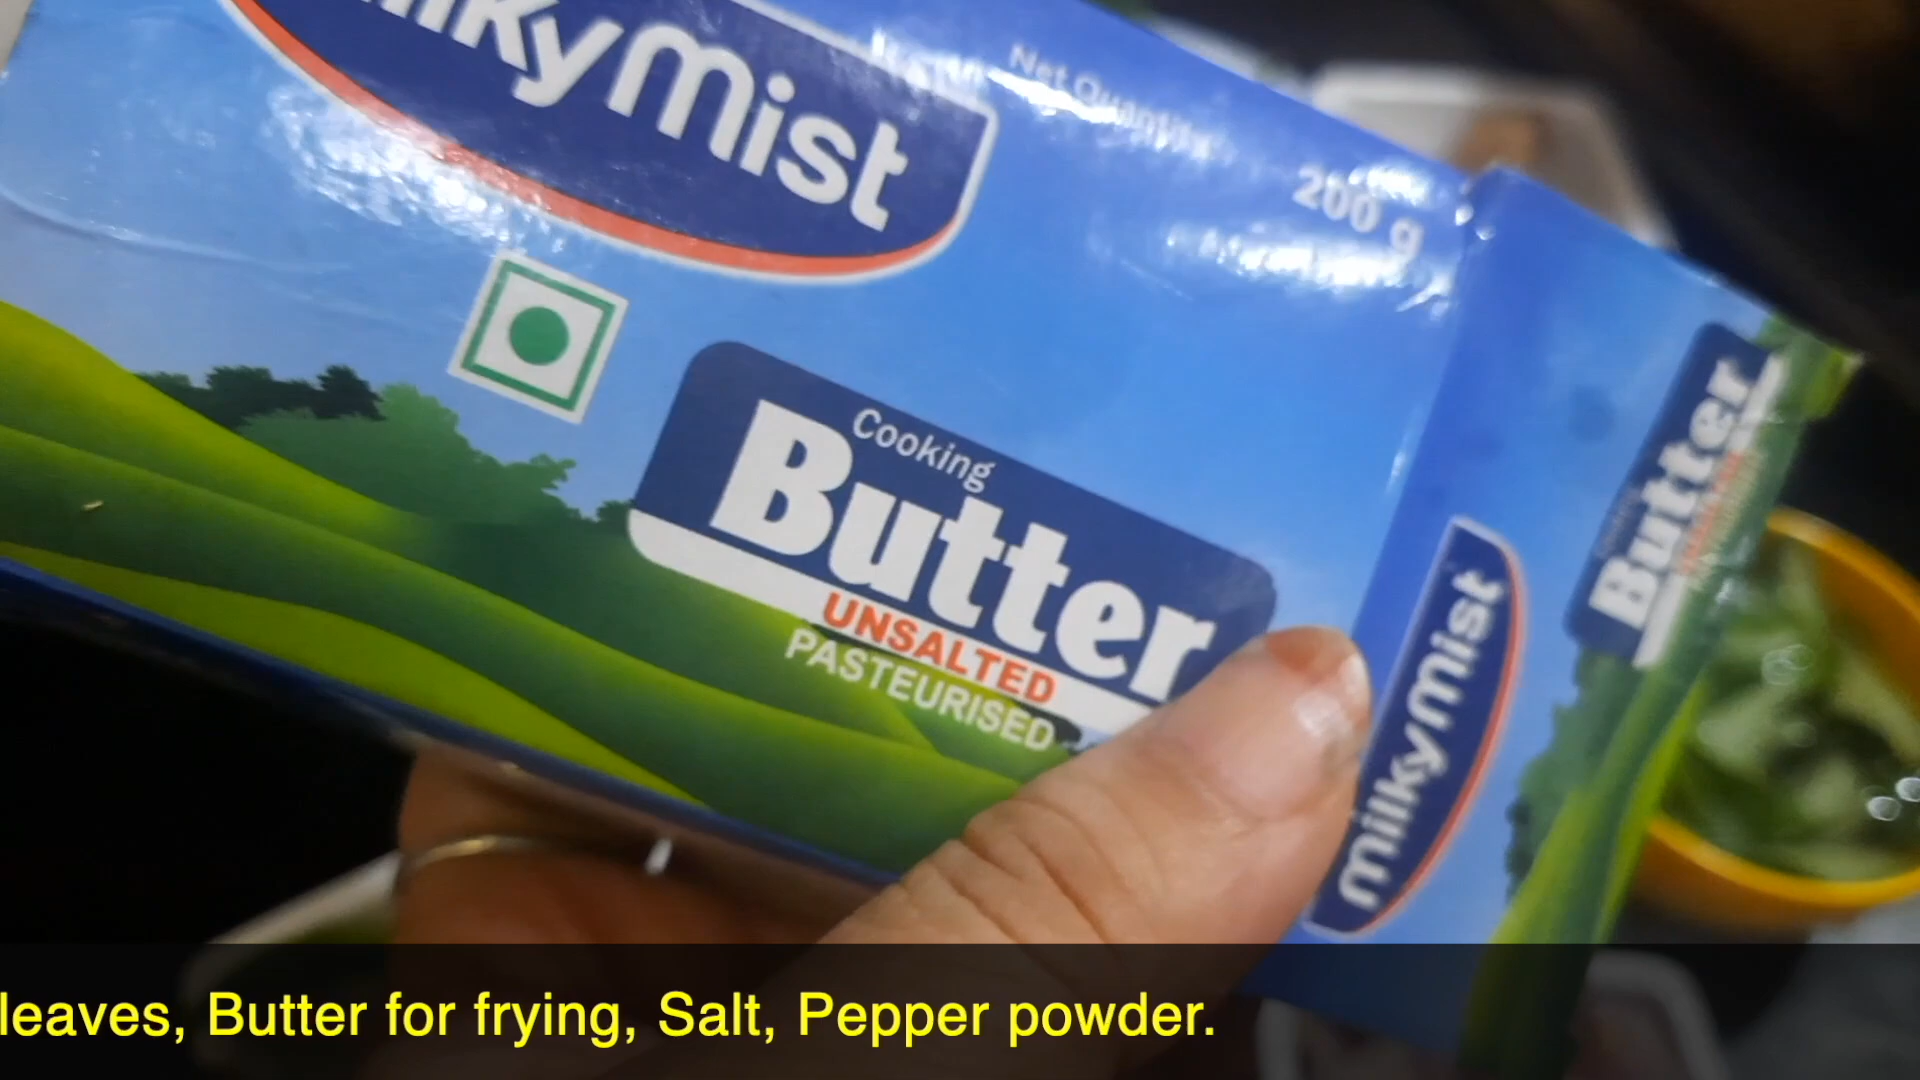 milkymist
Net Quantity
200 g
Cooking
Butter
UNSALTED
PASTEURISED
milkymist
Butter
leaves, Butter for frying, Salt, Pepper powder.